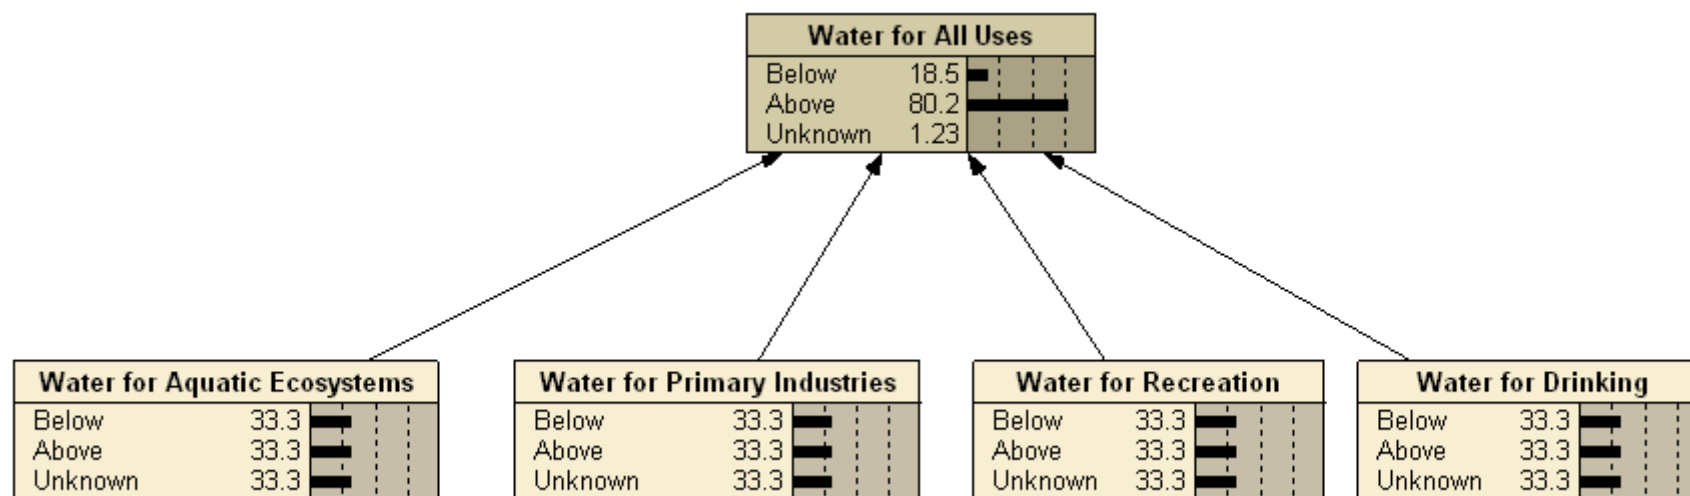 Water for All Uses
Below 18.5
Above 80.2
Unknown 1.23
Water for Aquatic Ecosystems
Below 33.3
Above 33.3
Unknown 33.3
Water for Primary Industries
Below 33.3
Above 33.3
Unknown 33.3
Water for Recreation
Below 33.3
Above 33.3
Unknown 33.3
Water for Drinking
Below 33.3
Above 33.3
Unknown 33.3